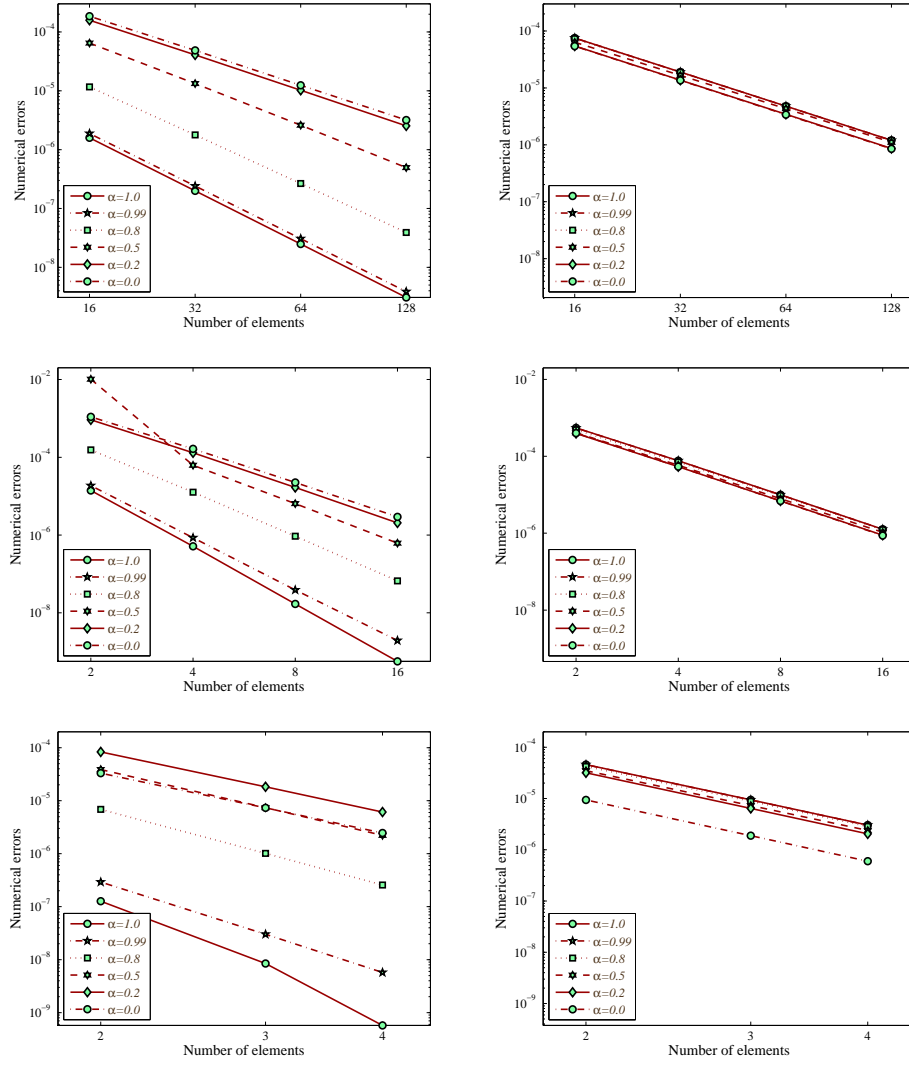 10⁻⁴
10⁻⁵
10⁻⁶
10⁻⁷
10⁻⁸
Numerical errors
α=1.0
α=0.99
α=0.8
α=0.5
α=0.2
α=0.0
16 32 64 128
Number of elements
10⁻⁴
10⁻⁵
10⁻⁶
10⁻⁷
10⁻⁸
Numerical errors
α=1.0
α=0.99
α=0.8
α=0.5
α=0.2
α=0.0
16 32 64 128
Number of elements
10⁻²
10⁻⁴
10⁻⁶
10⁻⁸
Numerical errors
α=1.0
α=0.99
α=0.8
α=0.5
α=0.2
α=0.0
2 4 8 16
Number of elements
10⁻²
10⁻⁴
10⁻⁶
10⁻⁸
Numerical errors
α=1.0
α=0.99
α=0.8
α=0.5
α=0.2
α=0.0
2 4 8 16
Number of elements
10⁻⁴
10⁻⁵
10⁻⁶
10⁻⁷
10⁻⁸
10⁻⁹
Numerical errors
α=1.0
α=0.99
α=0.8
α=0.5
α=0.2
α=0.0
2 3 4
Number of elements
10⁻⁴
10⁻⁵
10⁻⁶
10⁻⁷
10⁻⁸
10⁻⁹
Numerical errors
α=1.0
α=0.99
α=0.8
α=0.5
α=0.2
α=0.0
2 3 4
Number of elements